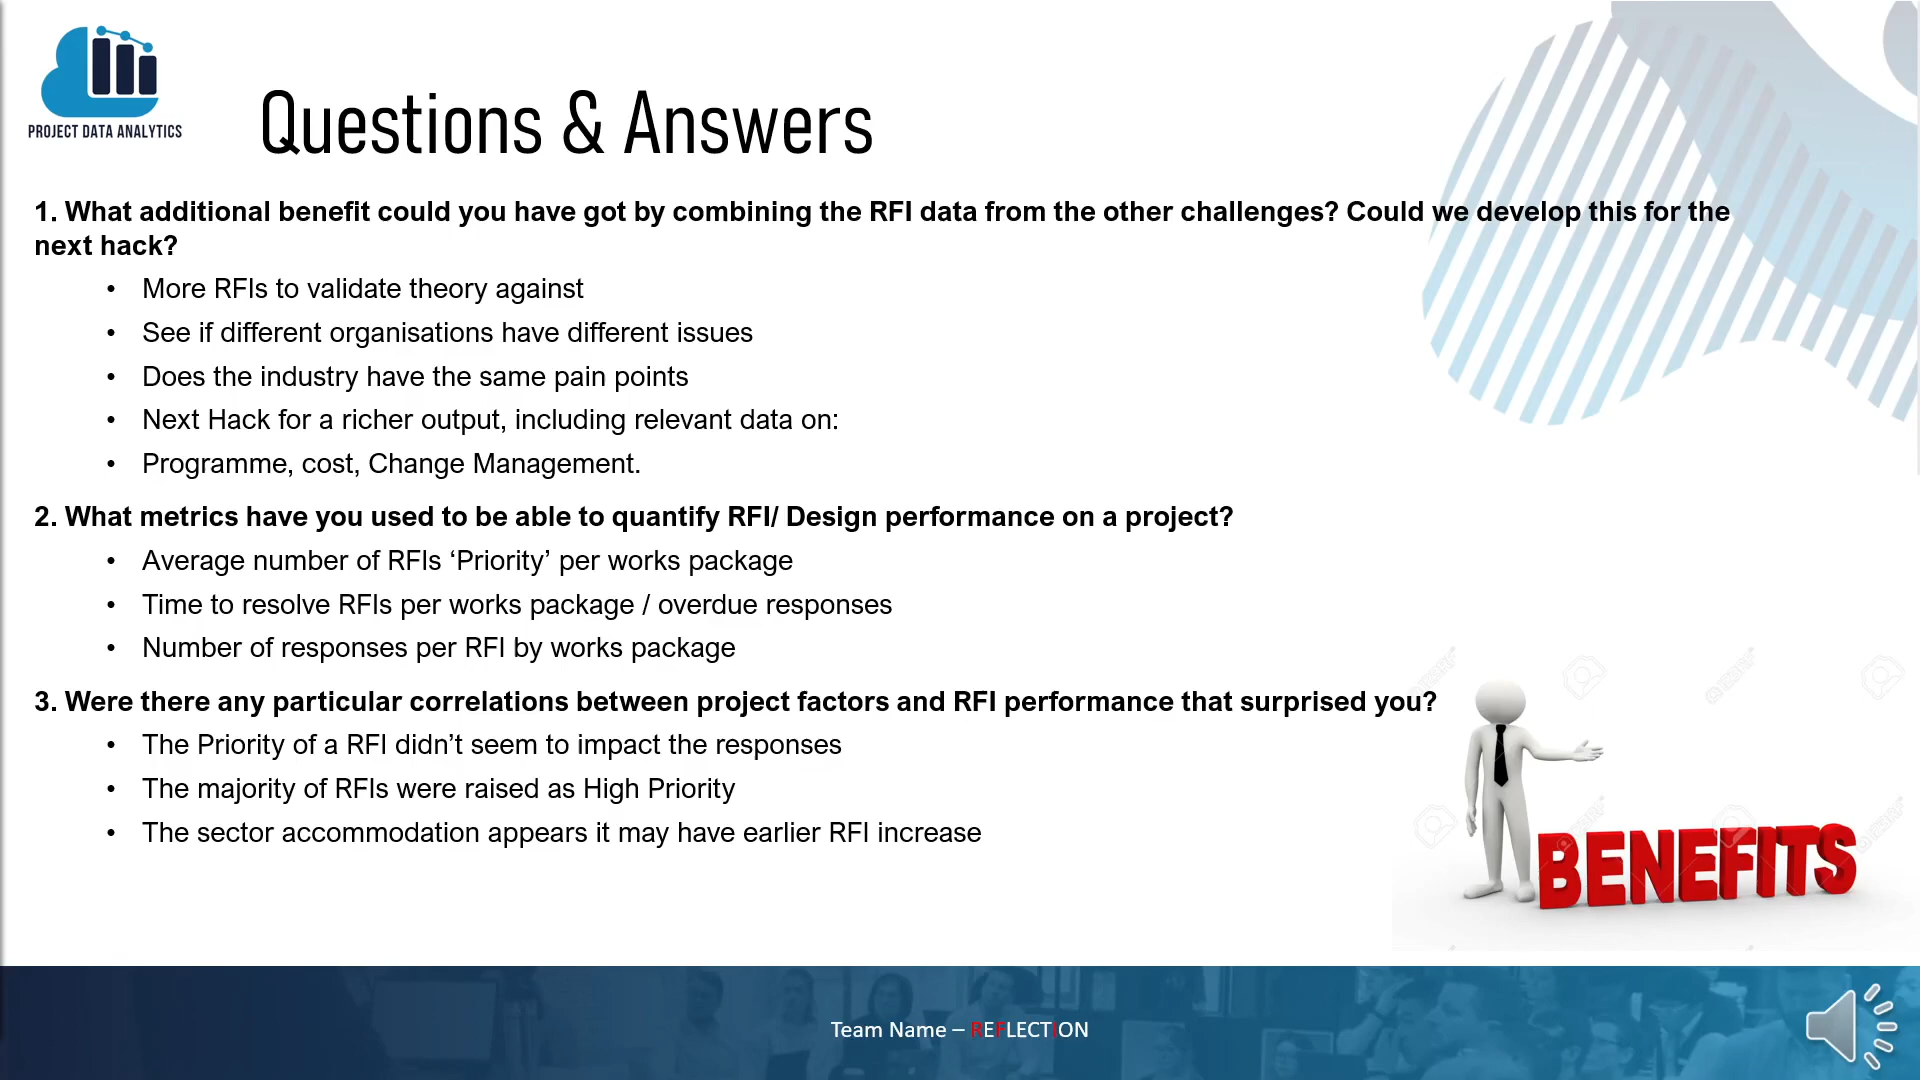 PROJECT DATA ANALYTICS
Questions & Answers
1. What additional benefit could you have got by combining the RFI data from the other challenges? Could we develop this for the
next hack?
• More RFIs to validate theory against
• See if different organisations have different issues
• Does the industry have the same pain points
• Next Hack for a richer output, including relevant data on:
• Programme, cost, Change Management.
2. What metrics have you used to be able to quantify RFI/ Design performance on a project?
• Average number of RFIs ‘Priority’ per works package
• Time to resolve RFIs per works package / overdue responses
• Number of responses per RFI by works package
3. Were there any particular correlations between project factors and RFI performance that surprised you?
• The Priority of a RFI didn’t seem to impact the responses
• The majority of RFIs were raised as High Priority
• The sector accommodation appears it may have earlier RFI increase
BENEFITS
Team Name – REFLECTION